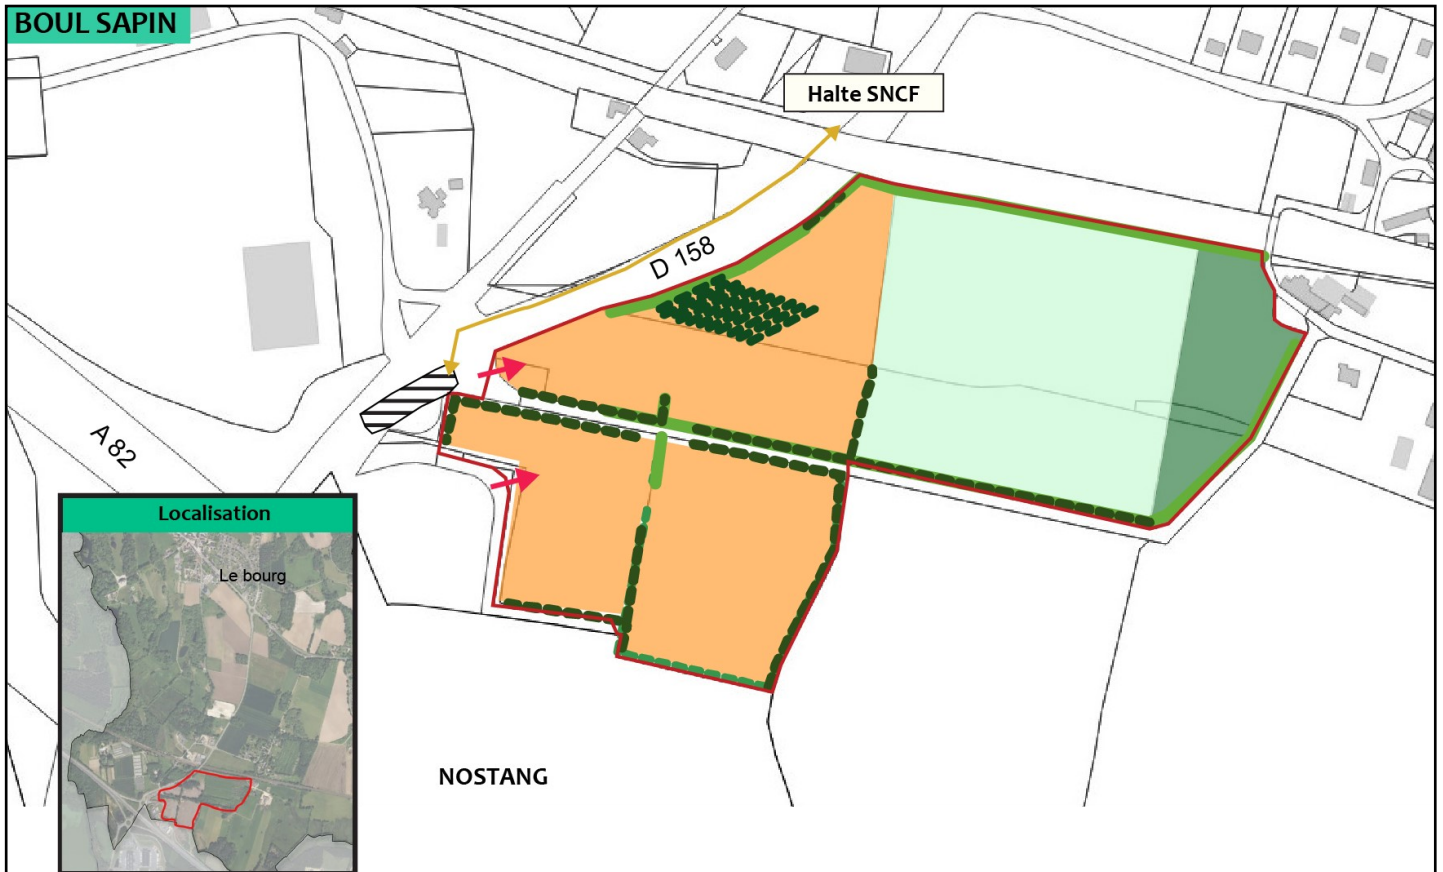 BOUL SAPIN
Halte SNCF
D 158
A 82
Localisation
Le bourg
NOSTANG